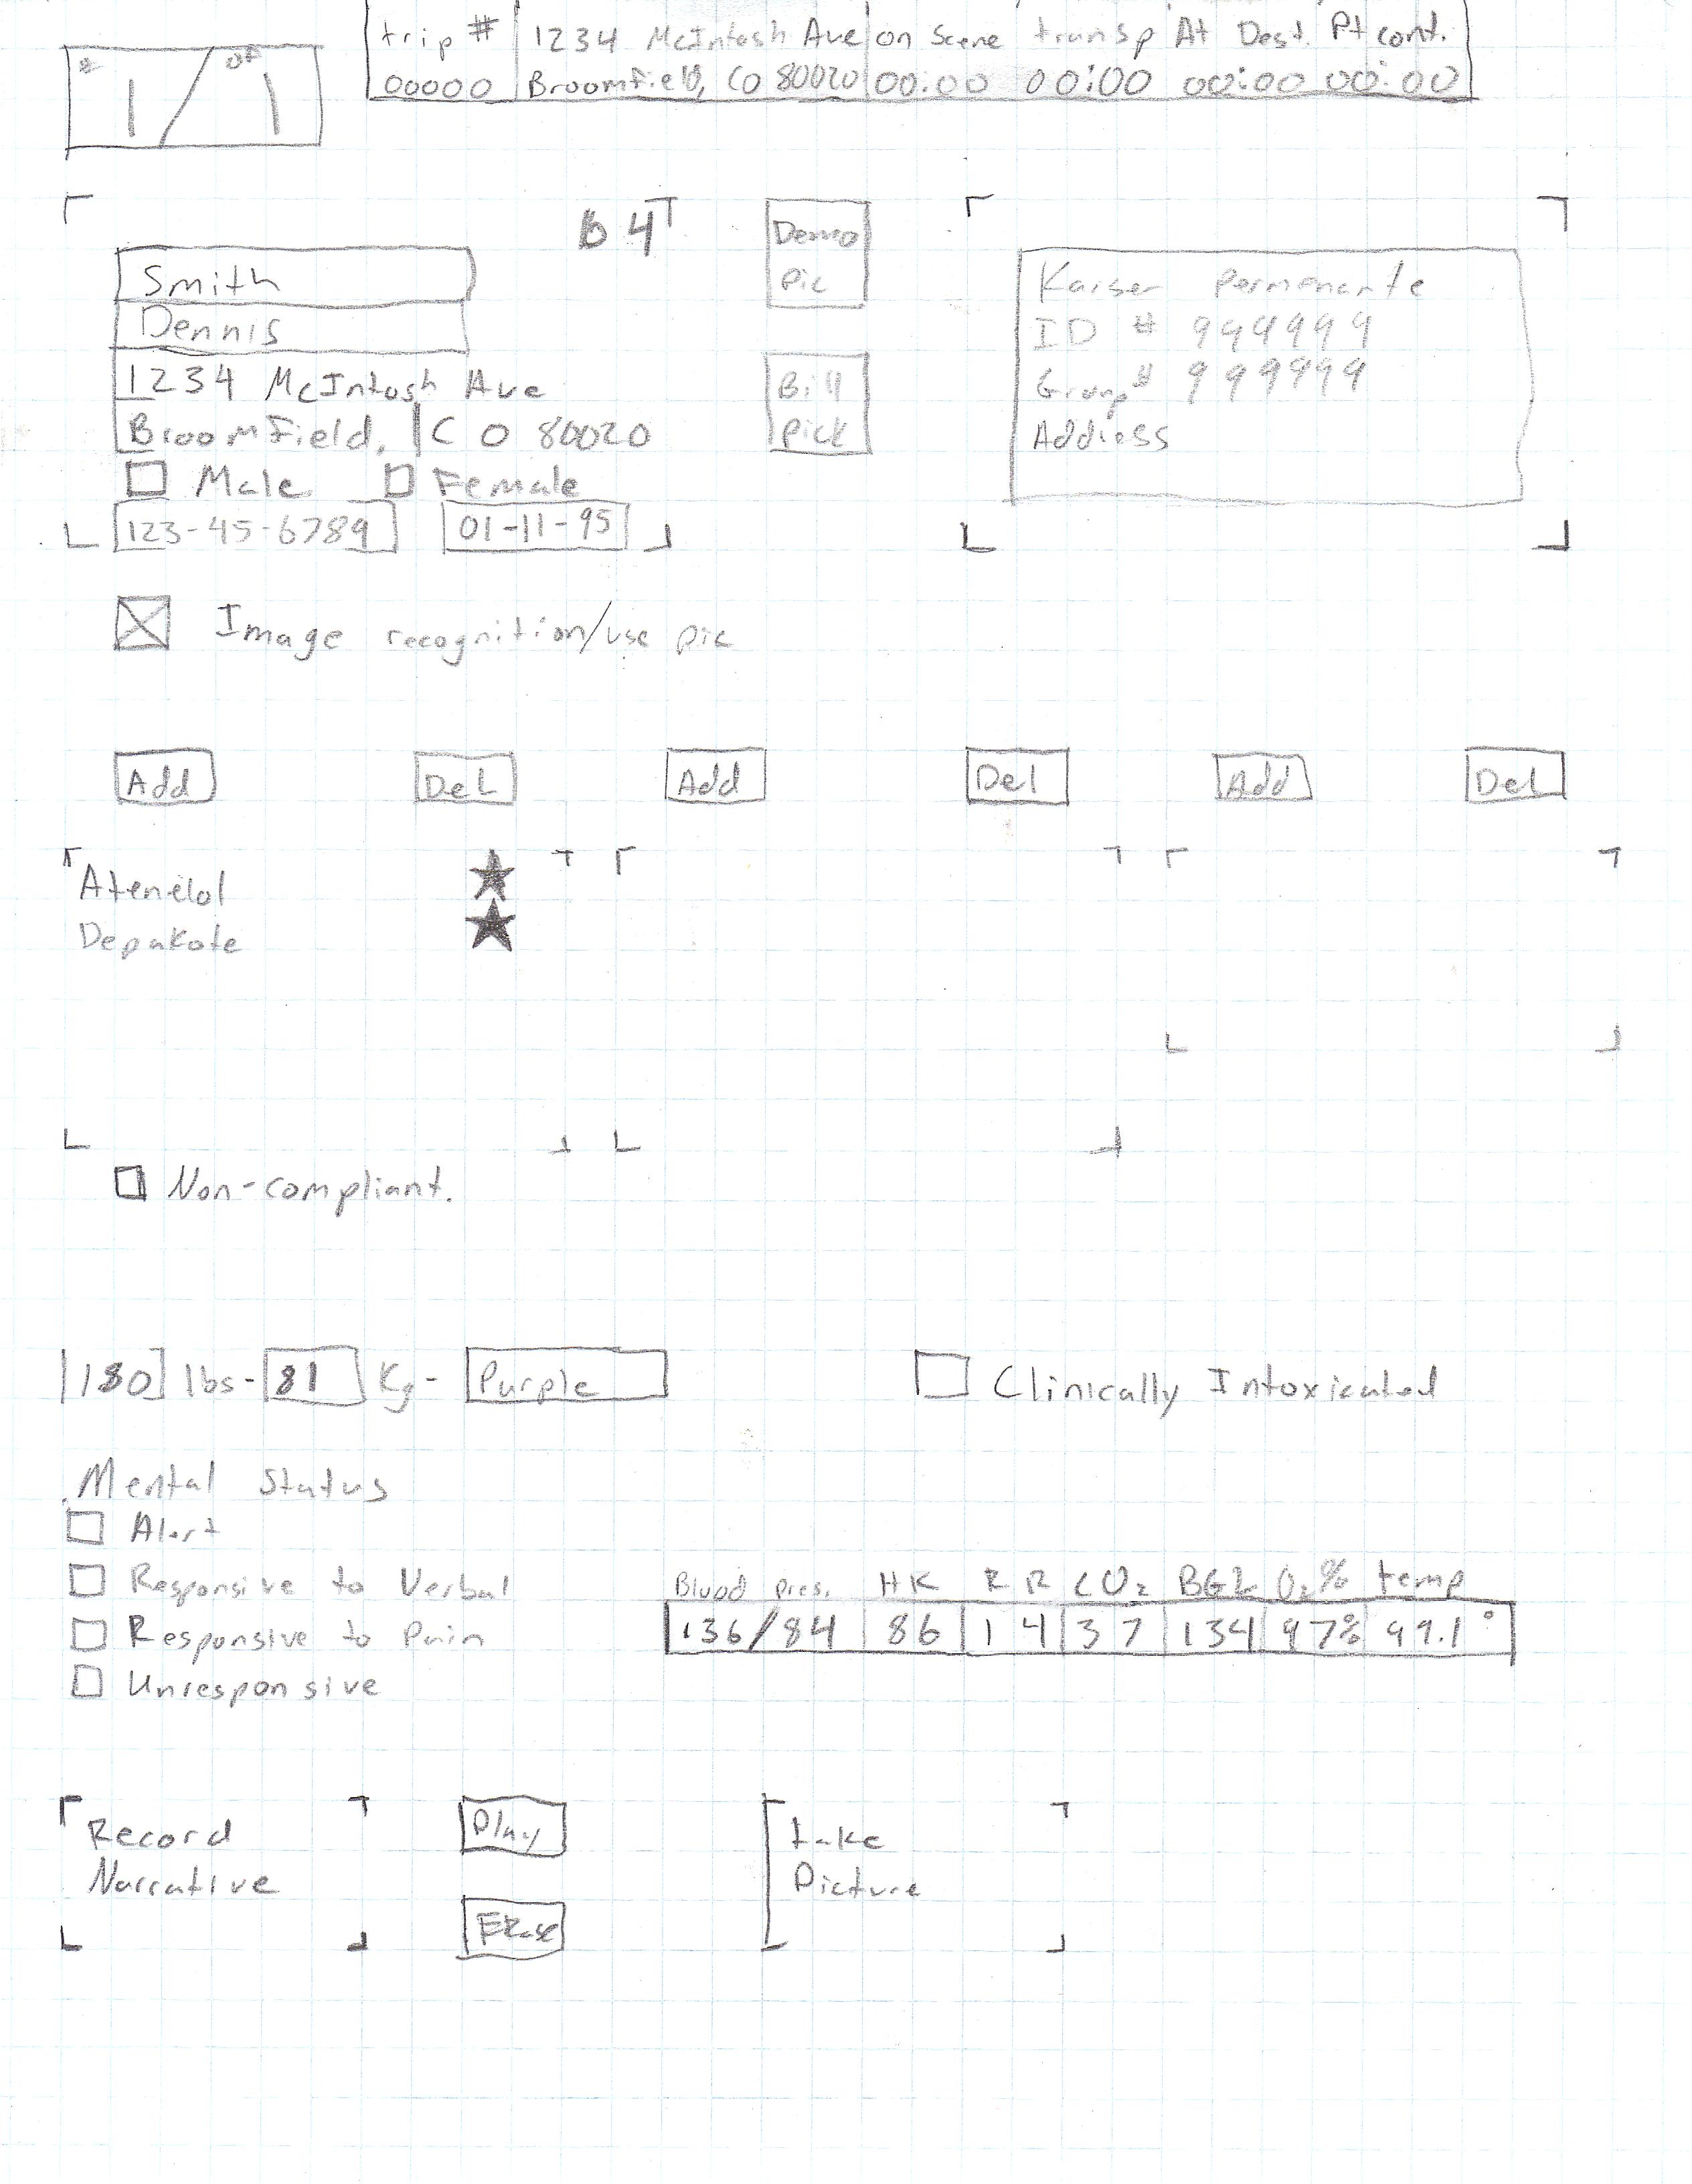 trip # 1234 McIntosh Ave on Scene transp At Dest. Pt cont.
00000 Broomfield, CO 80020 00:00 00:00 00:00 00:00
# 1 / of 1
B 4
Demo
Pic
Smith
Dennis
1234 McIntosh Ave
Broomfield, CO 80020
Male Female
123-45-6789 01-11-95
Bill
Pick
Kaiser Permenante
ID # 999999
Group # 999999
Address
Image recognition/use pic
Add Del Add Del Add Del
Atenelol
Depakote
Non-compliant.
180 lbs- 81 Kg- Purple Clinically Intoxicated
Mental Status
Alert
Responsive to Verbal
Responsive to Pain
Unresponsive
Blood pres. HR RR CO2 BGL O2% temp
136/84 86 14 37 134 97% 99.1°
Record
Narrative
Play
Erase
take
Picture